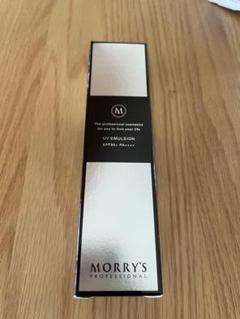 M
The professional cosmetics
for you to love your life
UV EMULSION
SPF50+ PA++++
MORRY'S
PROFESSIONAL